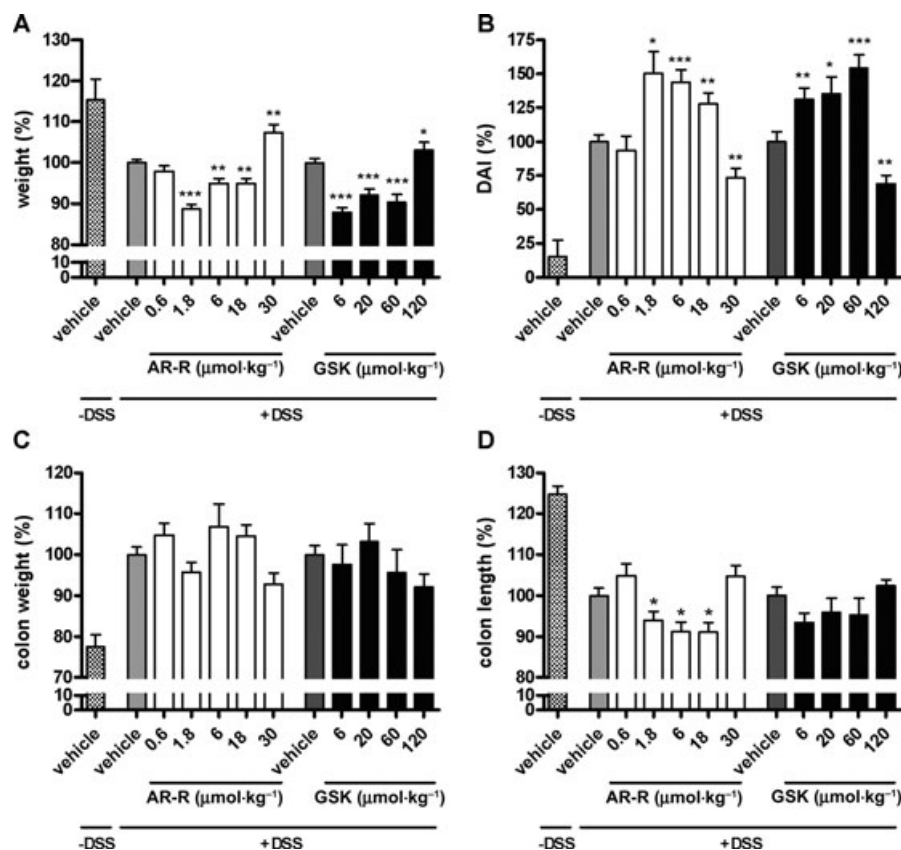 A
weight (%)
130
120
110
100
90
80
10
0
***
**
**
**
***
***
***
*
vehicle
vehicle
0.6
1.8
6
18
30
vehicle
6
20
60
120
AR-R (μmol·kg⁻¹)
GSK (μmol·kg⁻¹)
-DSS
+DSS
B
DAI (%)
175
150
125
100
75
50
25
0
*
***
**
**
**
*
***
**
vehicle
vehicle
0.6
1.8
6
18
30
vehicle
6
20
60
120
AR-R (μmol·kg⁻¹)
GSK (μmol·kg⁻¹)
-DSS
+DSS
C
colon weight (%)
120
110
100
90
80
70
10
0
vehicle
vehicle
0.6
1.8
6
18
30
vehicle
6
20
60
120
AR-R (μmol·kg⁻¹)
GSK (μmol·kg⁻¹)
-DSS
+DSS
D
colon length (%)
130
120
110
100
90
80
10
0
*
*
*
vehicle
vehicle
0.6
1.8
6
18
30
vehicle
6
20
60
120
AR-R (μmol·kg⁻¹)
GSK (μmol·kg⁻¹)
-DSS
+DSS